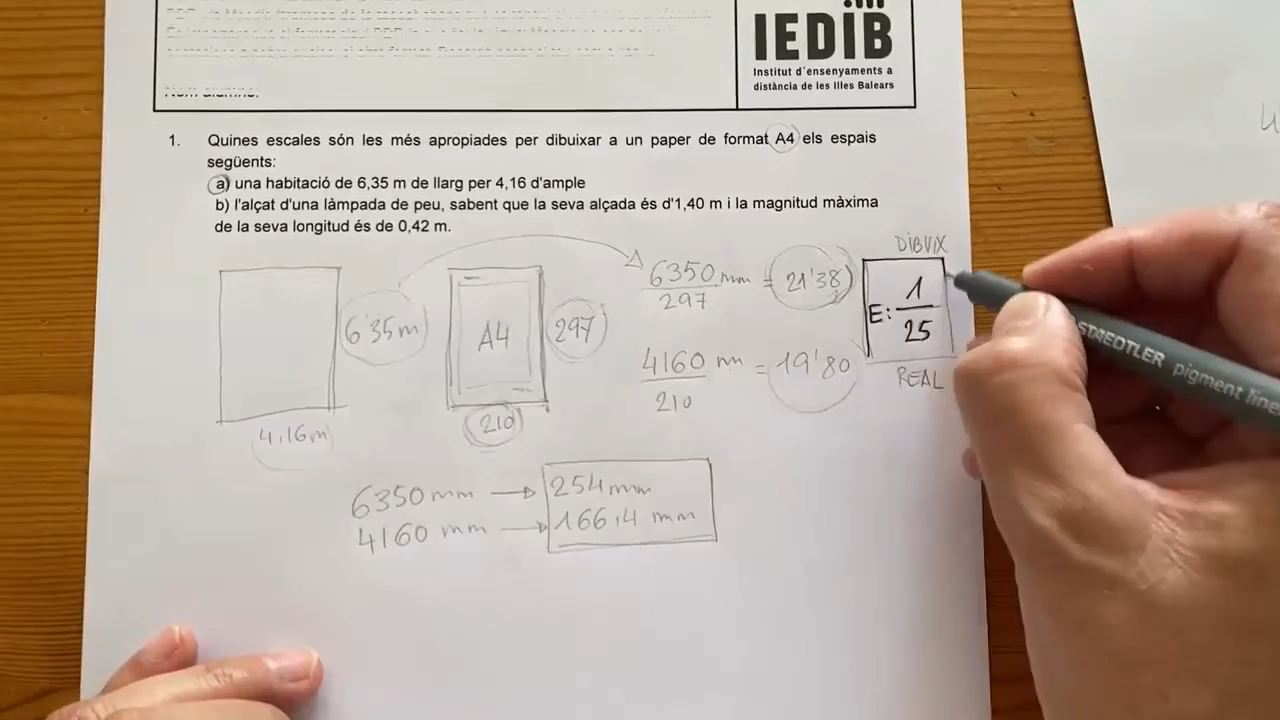 IEDIB
Institut d'ensenyaments a
distància de les Illes Balears
1. Quines escales són les més apropiades per dibuixar a un paper de format A4 els espais
següents:
a) una habitació de 6,35 m de llarg per 4,16 d'ample
b) l'alçat d'una làmpada de peu, sabent que la seva alçada és d'1,40 m i la magnitud màxima
de la seva longitud és de 0,42 m.
6'35m
4,16m
A4
297
210
6350 mm = 21'38
297
4160 m = 19'80
210
DIBUIX
E: 1
25
REAL
6350 mm → 254 mm
4160 mm → 166,4 mm
STAEDTLER pigment line